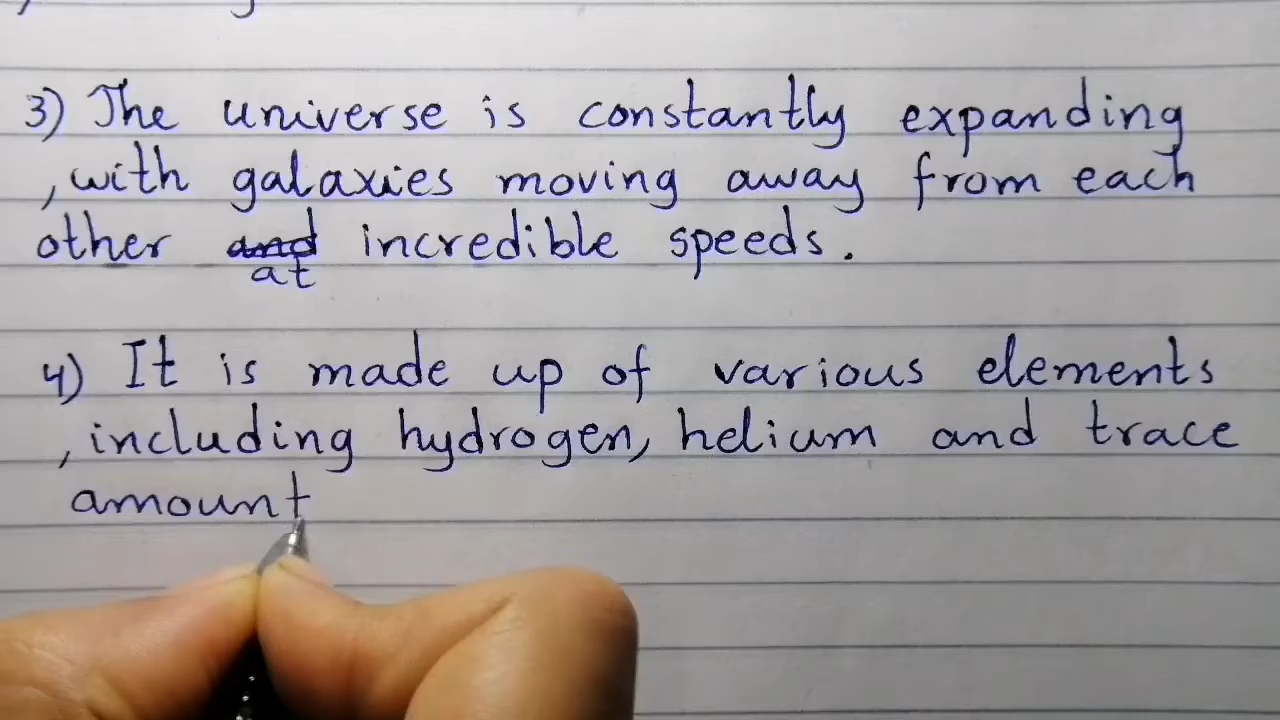 3) The universe is constantly expanding
, with galaxies moving away from each
other and incredible speeds.
at
4) It is made up of various elements
, including hydrogen, helium and trace
amount